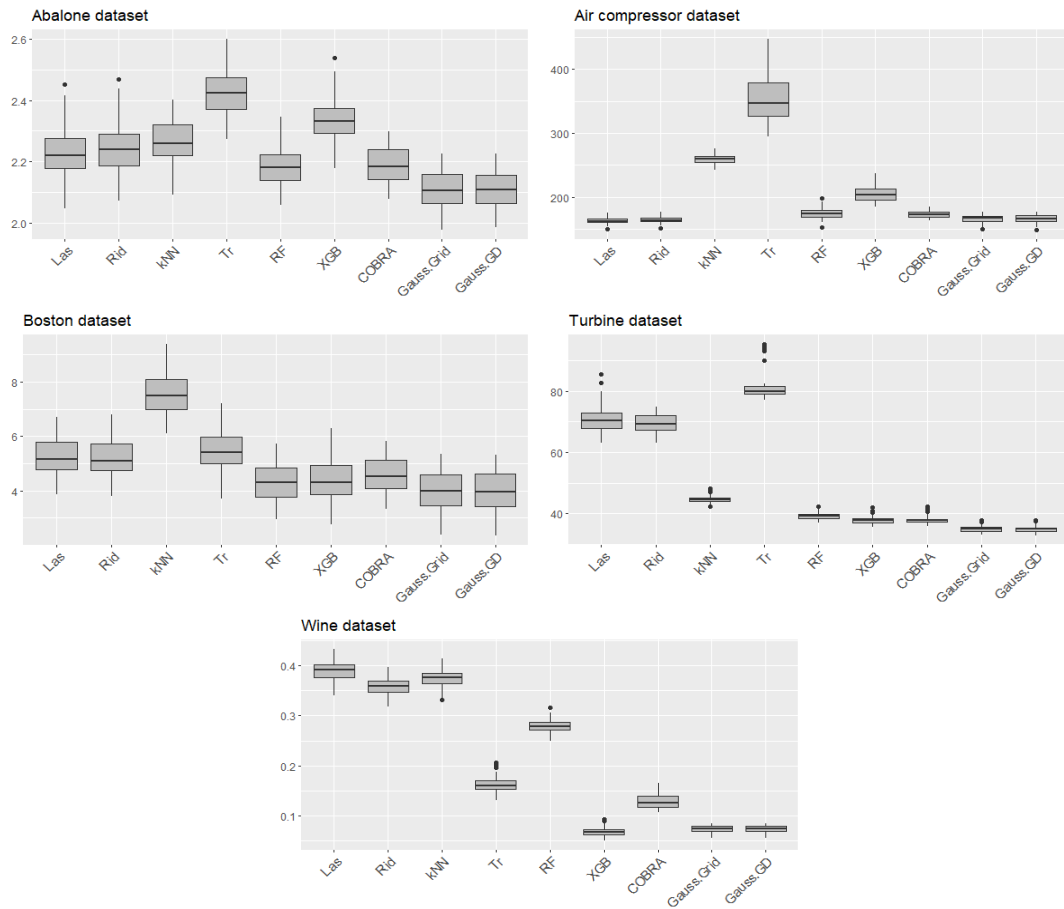 Abalone dataset
2.6
2.4
2.2
2.0
Las Rid kNN Tr RF XGB COBRA Gauss.Grid Gauss.GD
Air compressor dataset
400
300
200
Las Rid kNN Tr RF XGB COBRA Gauss.Grid Gauss.GD
Boston dataset
8
6
4
Las Rid kNN Tr RF XGB COBRA Gauss.Grid Gauss.GD
Turbine dataset
80
60
40
Las Rid kNN Tr RF XGB COBRA Gauss.Grid Gauss.GD
Wine dataset
0.4
0.3
0.2
0.1
Las Rid kNN Tr RF XGB COBRA Gauss.Grid Gauss.GD